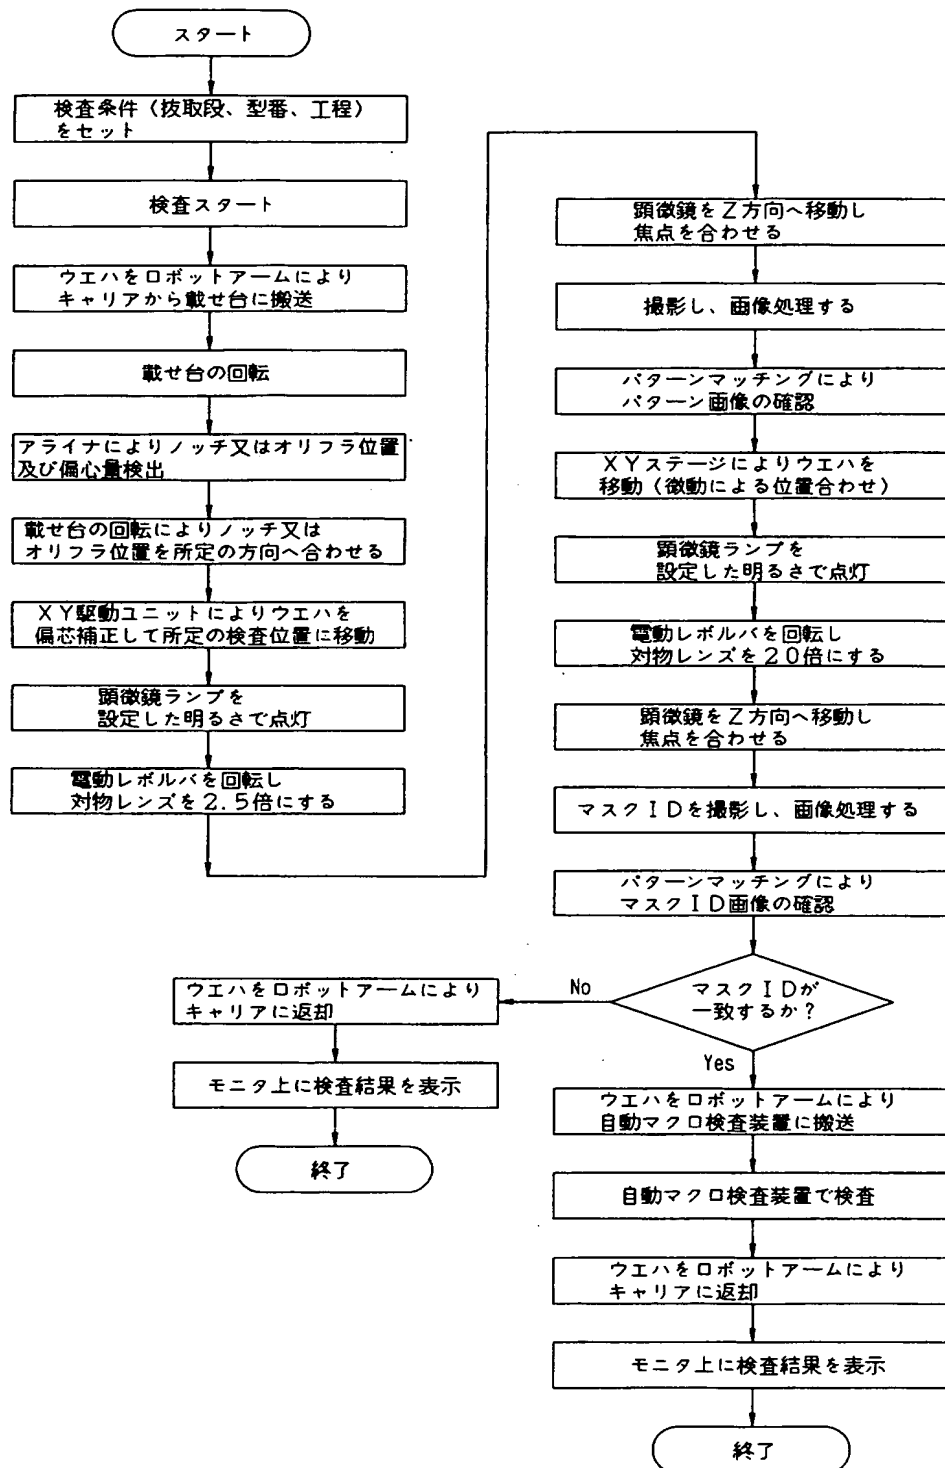 スタート
検査条件（抜取段、型番、工程）
をセット
検査スタート
ウエハをロボットアームにより
キャリアから載せ台に搬送
載せ台の回転
アライナによりノッチ又はオリフラ位置
及び偏心量検出
載せ台の回転によりノッチ又は
オリフラ位置を所定の方向へ合わせる
ＸＹ駆動ユニットによりウエハを
偏芯補正して所定の検査位置に移動
顕微鏡ランプを
設定した明るさで点灯
電動レボルバを回転し
対物レンズを２.５倍にする
顕微鏡をＺ方向へ移動し
焦点を合わせる
撮影し、画像処理する
パターンマッチングにより
パターン画像の確認
ＸＹステージによりウエハを
移動（微動による位置合わせ）
顕微鏡ランプを
設定した明るさで点灯
電動レボルバを回転し
対物レンズを２０倍にする
顕微鏡をＺ方向へ移動し
焦点を合わせる
マスクＩＤを撮影し、画像処理する
パターンマッチングにより
マスクＩＤ画像の確認
マスクＩＤが
一致するか？
No
ウエハをロボットアームにより
キャリアに返却
モニタ上に検査結果を表示
終了
Yes
ウエハをロボットアームにより
自動マクロ検査装置に搬送
自動マクロ検査装置で検査
ウエハをロボットアームにより
キャリアに返却
モニタ上に検査結果を表示
終了